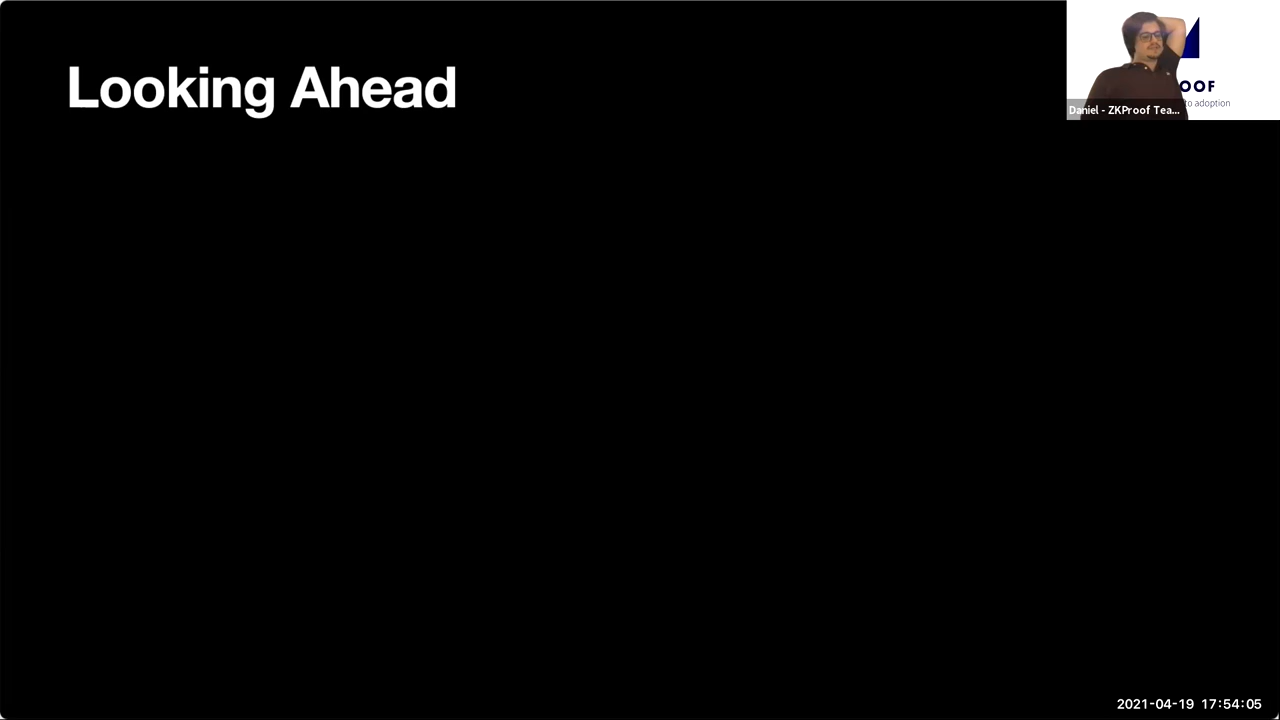 Looking Ahead
OOF
to adoption
Daniel - ZKProof Tea...
2021-04-19 17:54:05